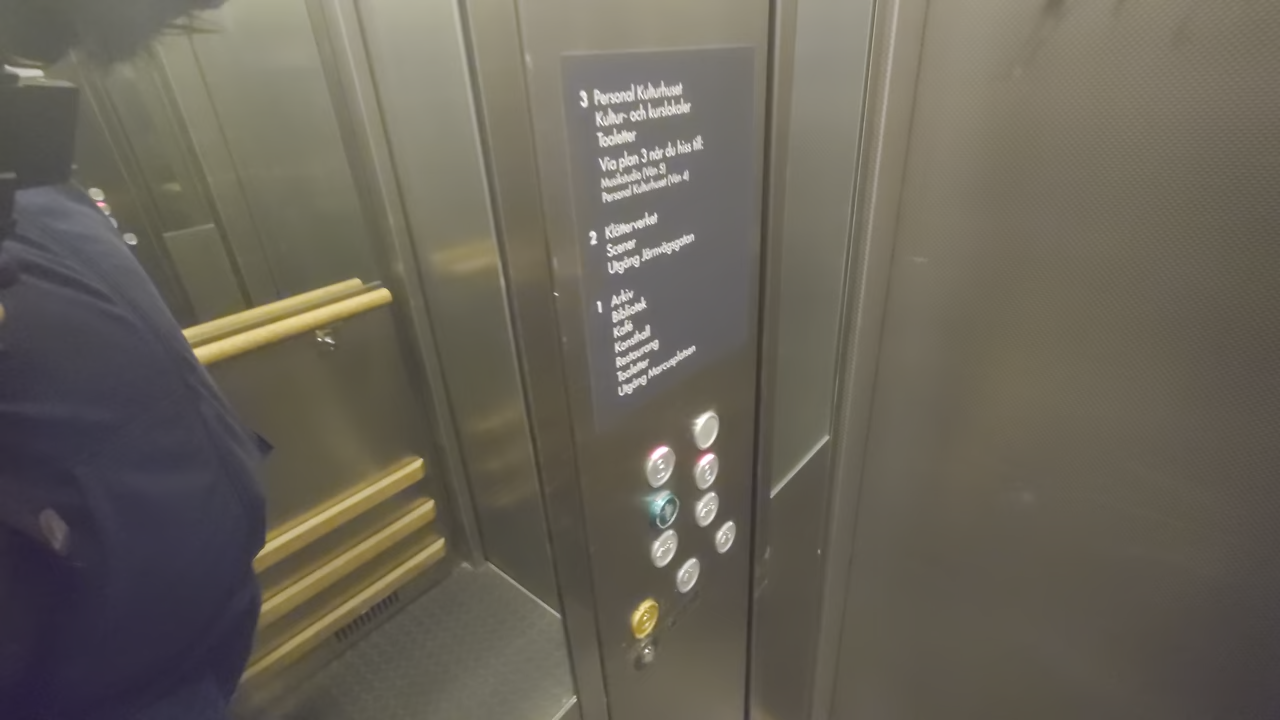 3 Personal Kulturhuset
Kultur- och kurslokaler
Toaletter
Via plan 3 når du hiss till:
Musikstudio (Vån 5)
Personal Kulturhuset (Vån 4)
2 Klätterverket
Scener
Utgång Järnvägsgatan
1 Arkiv
Bibliotek
Kafé
Konsthall
Restaurang
Toaletter
Utgång Marcusplatsen